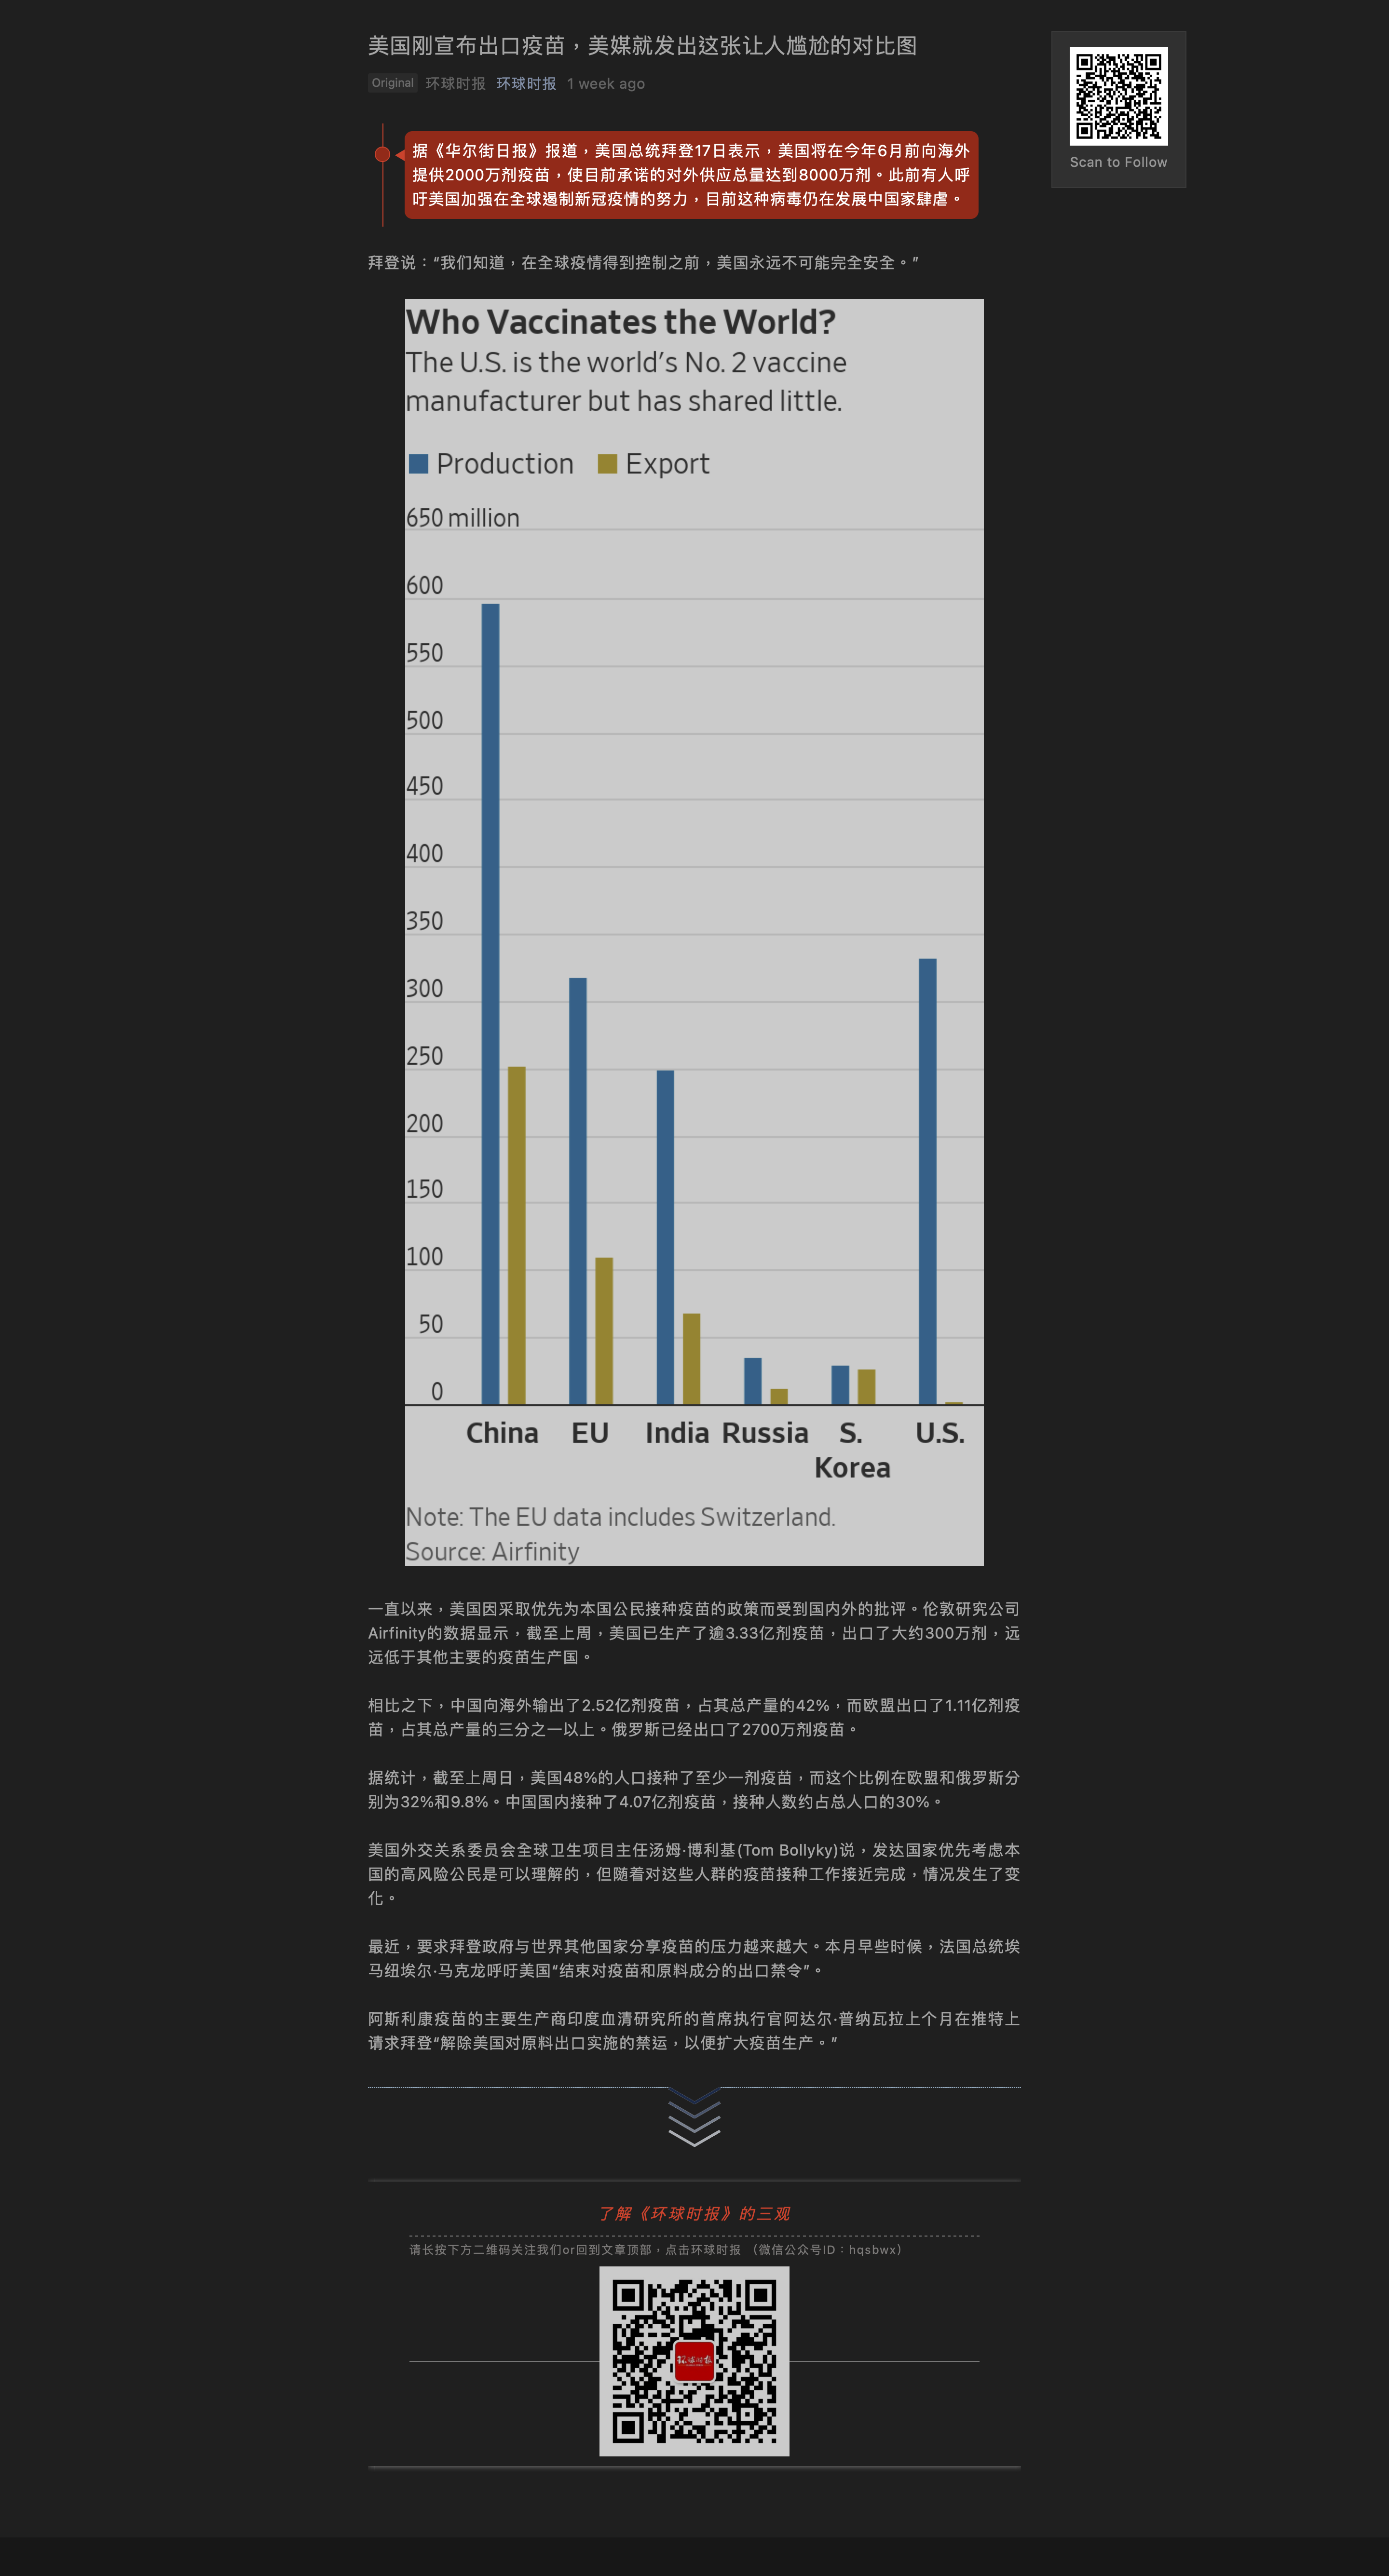 美国刚宣布出口疫苗，美媒就发出这张让人尴尬的对比图
Original 环球时报 环球时报 1 week ago
Scan to Follow
据《华尔街日报》报道，美国总统拜登17日表示，美国将在今年6月前向海外
提供2000万剂疫苗，使目前承诺的对外供应总量达到8000万剂。此前有人呼
吁美国加强在全球遏制新冠疫情的努力，目前这种病毒仍在发展中国家肆虐。
拜登说：“我们知道，在全球疫情得到控制之前，美国永远不可能完全安全。”
Who Vaccinates the World?
The U.S. is the world’s No. 2 vaccine
manufacturer but has shared little.
Production Export
650 million
600
550
500
450
400
350
300
250
200
150
100
50
0
China EU India Russia S. Korea U.S.
Note: The EU data includes Switzerland.
Source: Airfinity
一直以来，美国因采取优先为本国公民接种疫苗的政策而受到国内外的批评。伦敦研究公司
Airfinity的数据显示，截至上周，美国已生产了逾3.33亿剂疫苗，出口了大约300万剂，远
远低于其他主要的疫苗生产国。
相比之下，中国向海外输出了2.52亿剂疫苗，占其总产量的42%，而欧盟出口了1.11亿剂疫
苗，占其总产量的三分之一以上。俄罗斯已经出口了2700万剂疫苗。
据统计，截至上周日，美国48%的人口接种了至少一剂疫苗，而这个比例在欧盟和俄罗斯分
别为32%和9.8%。中国国内接种了4.07亿剂疫苗，接种人数约占总人口的30%。
美国外交关系委员会全球卫生项目主任汤姆·博利基(Tom Bollyky)说，发达国家优先考虑本
国的高风险公民是可以理解的，但随着对这些人群的疫苗接种工作接近完成，情况发生了变
化。
最近，要求拜登政府与世界其他国家分享疫苗的压力越来越大。本月早些时候，法国总统埃
马纽埃尔·马克龙呼吁美国“结束对疫苗和原料成分的出口禁令”。
阿斯利康疫苗的主要生产商印度血清研究所的首席执行官阿达尔·普纳瓦拉上个月在推特上
请求拜登“解除美国对原料出口实施的禁运，以便扩大疫苗生产。”
了解《环球时报》的三观
请长按下方二维码关注我们or回到文章顶部，点击环球时报 （微信公众号ID：hqsbwx）
环球时报